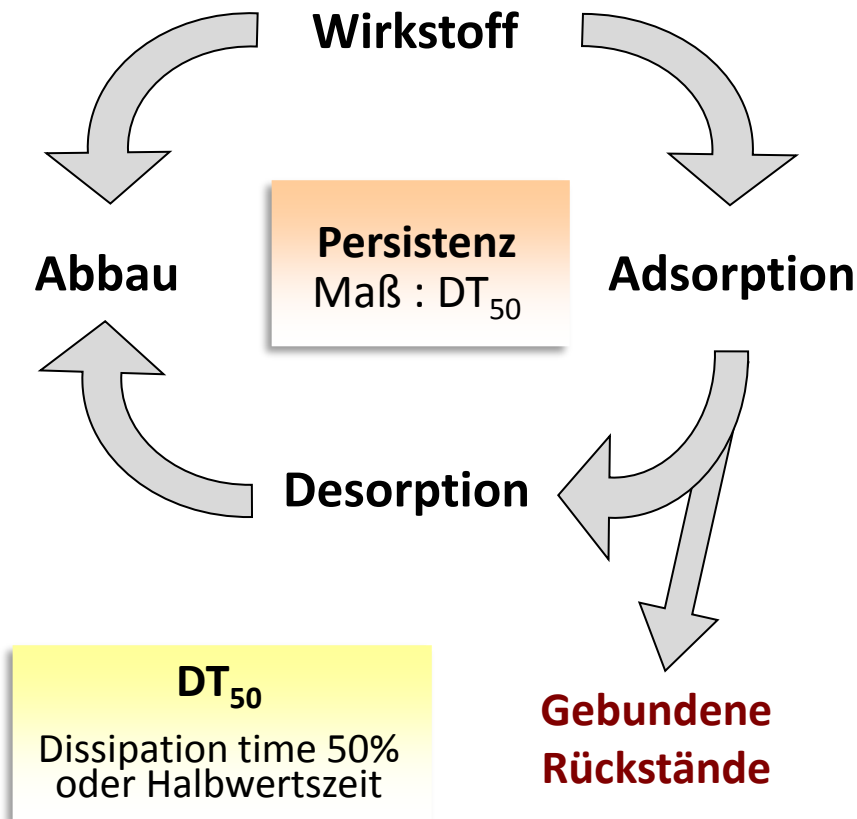 Wirkstoff
Persistenz
Maß : DT₅₀
Abbau
Adsorption
Desorption
DT₅₀
Dissipation time 50%
oder Halbwertszeit
Gebundene
Rückstände